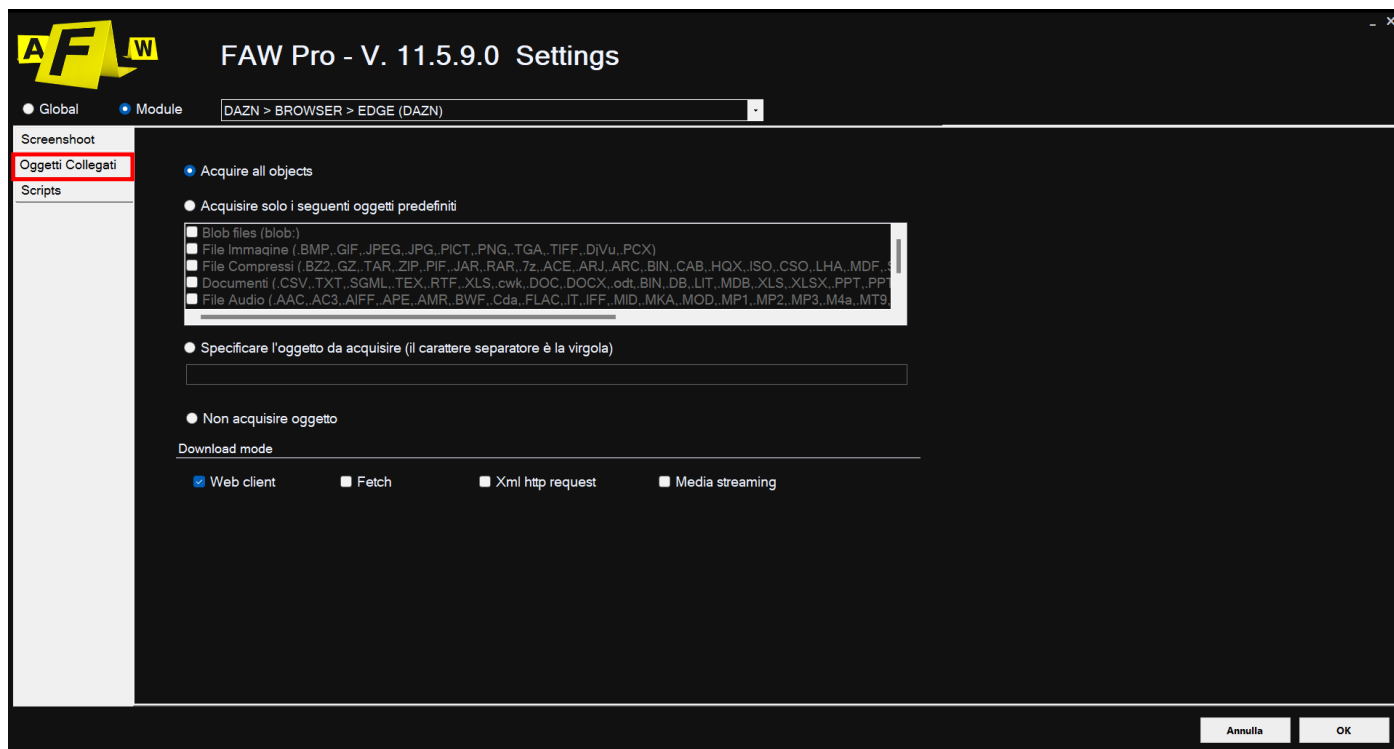 A F W
FAW Pro - V. 11.5.9.0 Settings
Global Module DAZN > BROWSER > EDGE (DAZN)
Screenshoot
Oggetti Collegati
Scripts
Acquire all objects
Acquisire solo i seguenti oggetti predefiniti
Blob files (blob:)
File Immagine (.BMP,.GIF,.JPEG,.JPG,.PICT,.PNG,.TGA,.TIFF,.DjVu,.PCX)
File Compressi (.BZ2,.GZ,.TAR,.ZIP,.PIF,.JAR,.RAR,.7z,.ACE,.ARJ,.ARC,.BIN,.CAB,.HQX,.ISO,.CSO,.LHA,.MDF,
Documenti (.CSV,.TXT,.SGML,.TEX,.RTF,.XLS,.cwk,.DOC,.DOCX,.odt,.BIN,.DB,.LIT,.MDB,.XLS,.XLSX,.PPT,.PPT
File Audio (.AAC,.AC3,.AIFF,.APE,.AMR,.BWF,.Cda,.FLAC,.IT,.IFF,.MID,.MKA,.MOD,.MP1,.MP2,.MP3,.M4a,.MT9,
Specificare l'oggetto da acquisire (il carattere separatore è la virgola)
Non acquisire oggetto
Download mode
Web client Fetch Xml http request Media streaming
Annulla OK